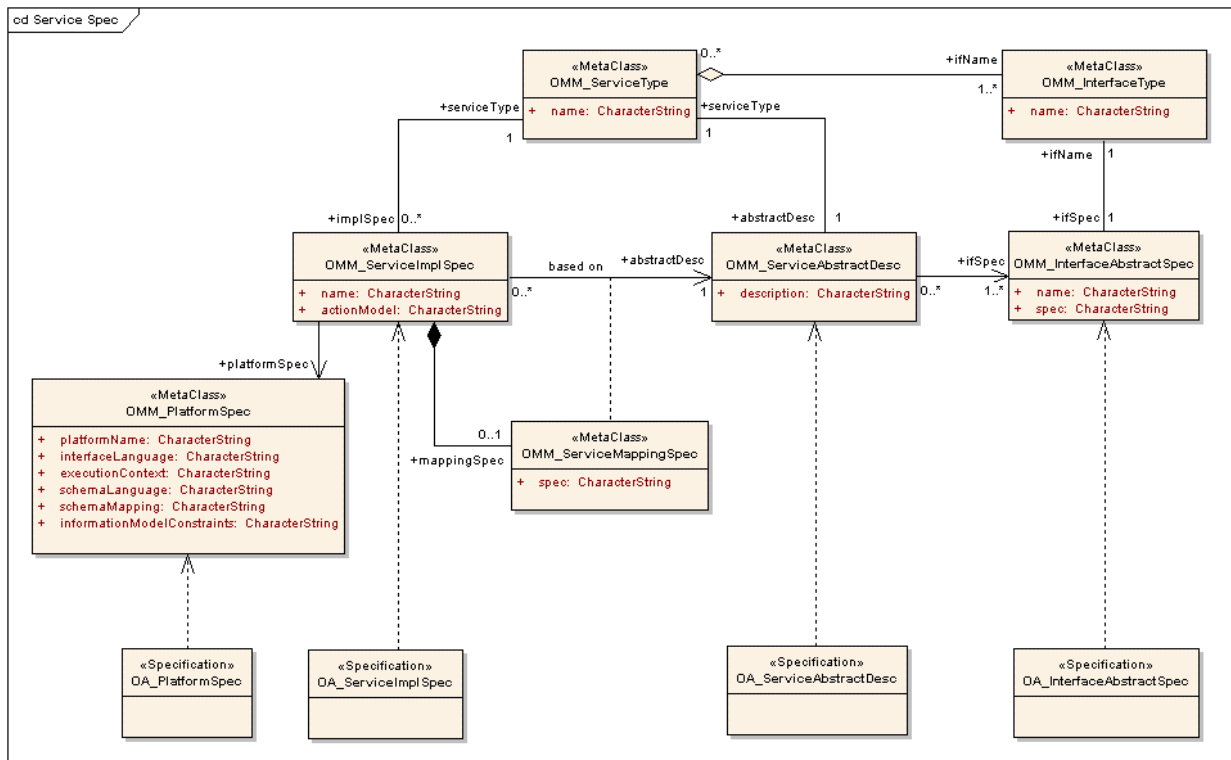 cd Service Spec
«MetaClass»
OMM_ServiceType
+ name: CharacterString
0..*
+ifName
1..*
«MetaClass»
OMM_InterfaceType
+ name: CharacterString
+serviceType
1
+serviceType
1
+ifName
1
+implSpec 0..*
+abstractDesc 1
+ifSpec 1
«MetaClass»
OMM_ServiceImplSpec
+ name: CharacterString
+ actionModel: CharacterString
based on
0..*
+abstractDesc
1
«MetaClass»
OMM_ServiceAbstractDesc
+ description: CharacterString
+ifSpec
0..*
1..*
«MetaClass»
OMM_InterfaceAbstractSpec
+ name: CharacterString
+ spec: CharacterString
+platformSpec
«MetaClass»
OMM_PlatformSpec
+ platformName: CharacterString
+ interfaceLanguage: CharacterString
+ executionContext: CharacterString
+ schemaLanguage: CharacterString
+ schemaMapping: CharacterString
+ informationModelConstraints: CharacterString
0..1
+mappingSpec
«MetaClass»
OMM_ServiceMappingSpec
+ spec: CharacterString
«Specification»
OA_PlatformSpec
«Specification»
OA_ServiceImplSpec
«Specification»
OA_ServiceAbstractDesc
«Specification»
OA_InterfaceAbstractSpec